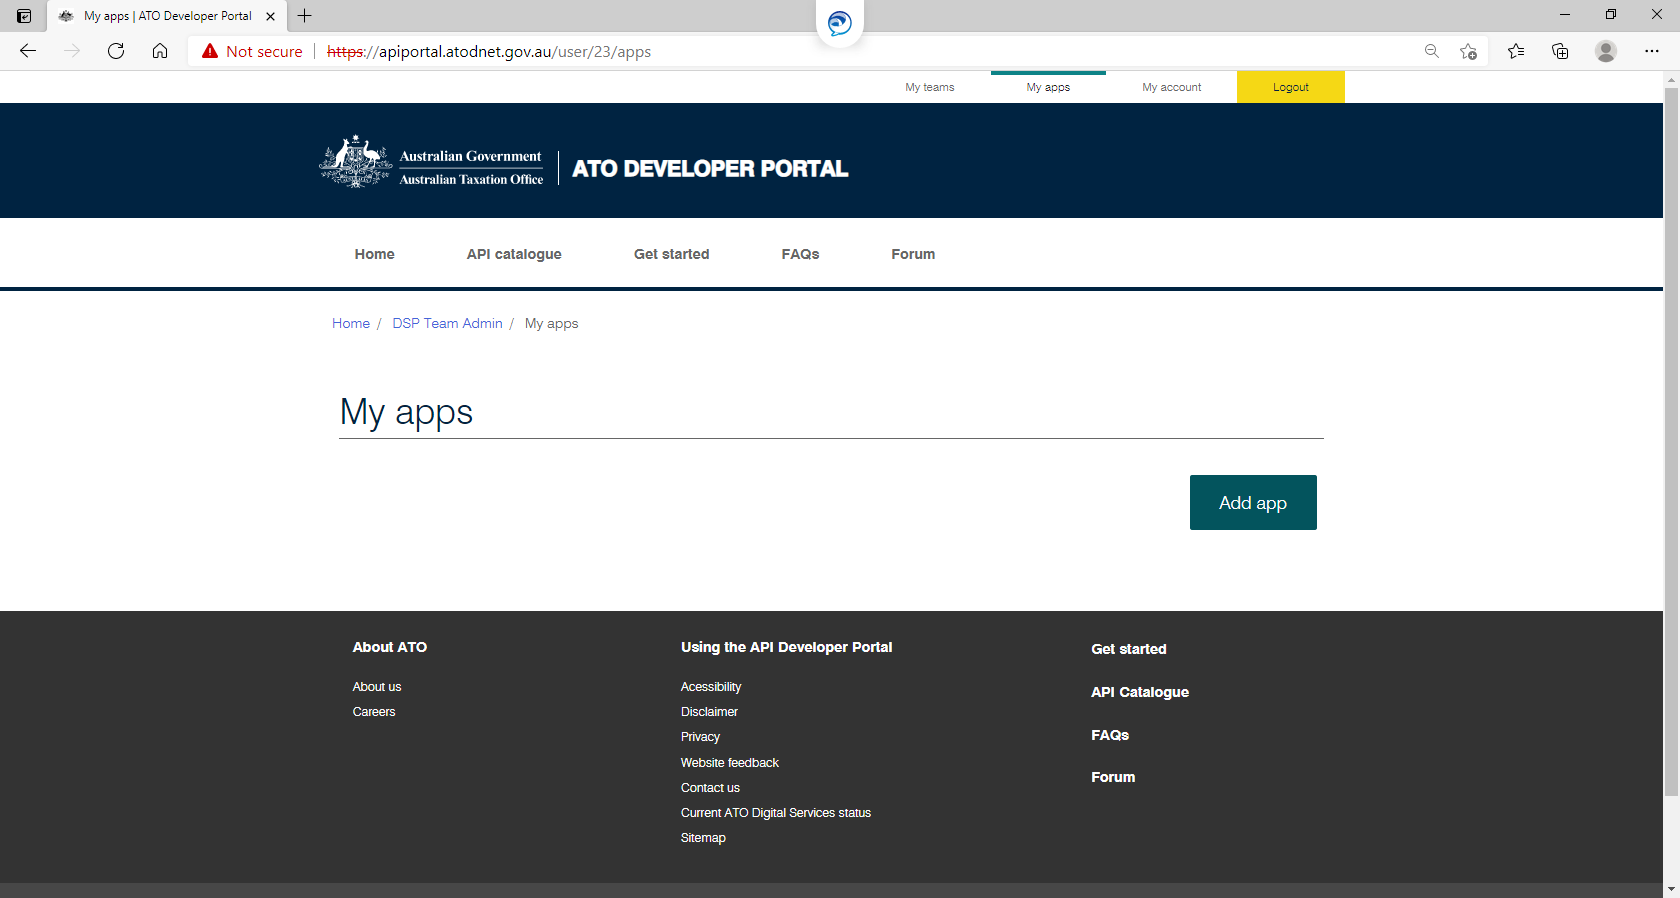 My apps | ATO Developer Portal
Not secure
https://apiportal.atodnet.gov.au/user/23/apps
My teams
My apps
My account
Logout
Australian Government
Australian Taxation Office
ATO DEVELOPER PORTAL
Home
API catalogue
Get started
FAQs
Forum
Home / DSP Team Admin / My apps
My apps
Add app
About ATO
About us
Careers
Using the API Developer Portal
Acessibility
Disclaimer
Privacy
Website feedback
Contact us
Current ATO Digital Services status
Sitemap
Get started
API Catalogue
FAQs
Forum